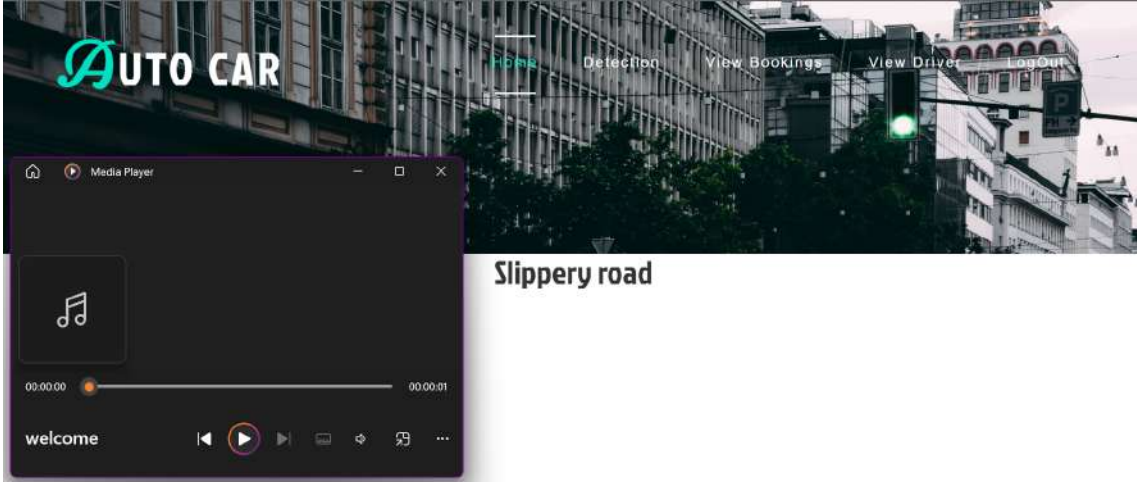 AUTO CAR
Home Detection View Bookings View Driver LogOut
P
Media Player
Slippery road
00:00:00 00:00:01
welcome